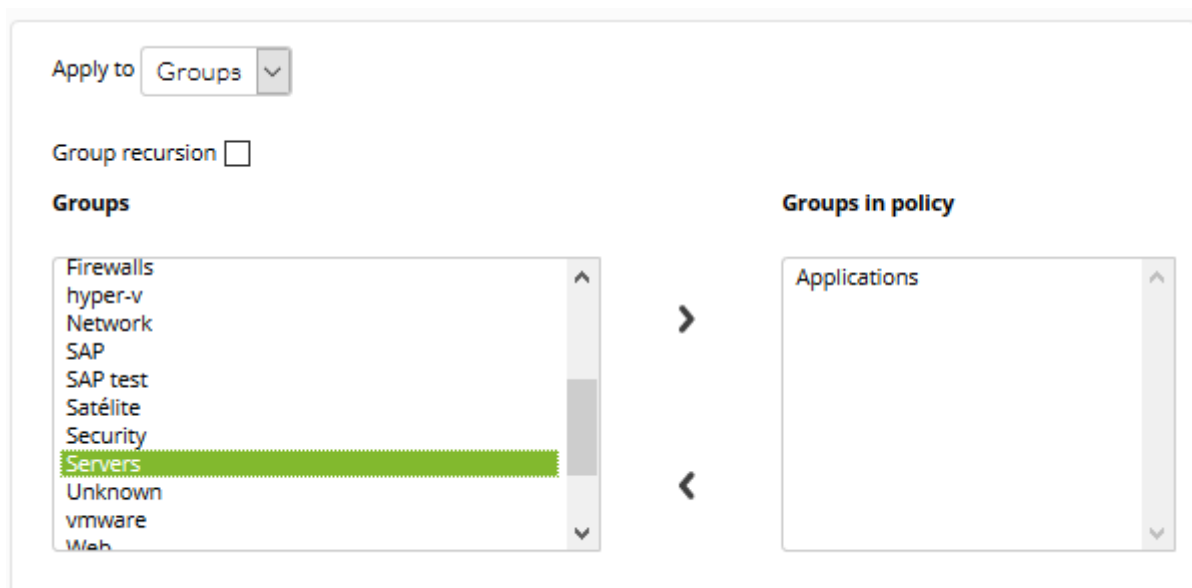 Apply to Groups
Group recursion
Groups
Groups in policy
Firewalls
hyper-v
Network
SAP
SAP test
Satélite
Security
Servers
Unknown
vmware
Web
Applications